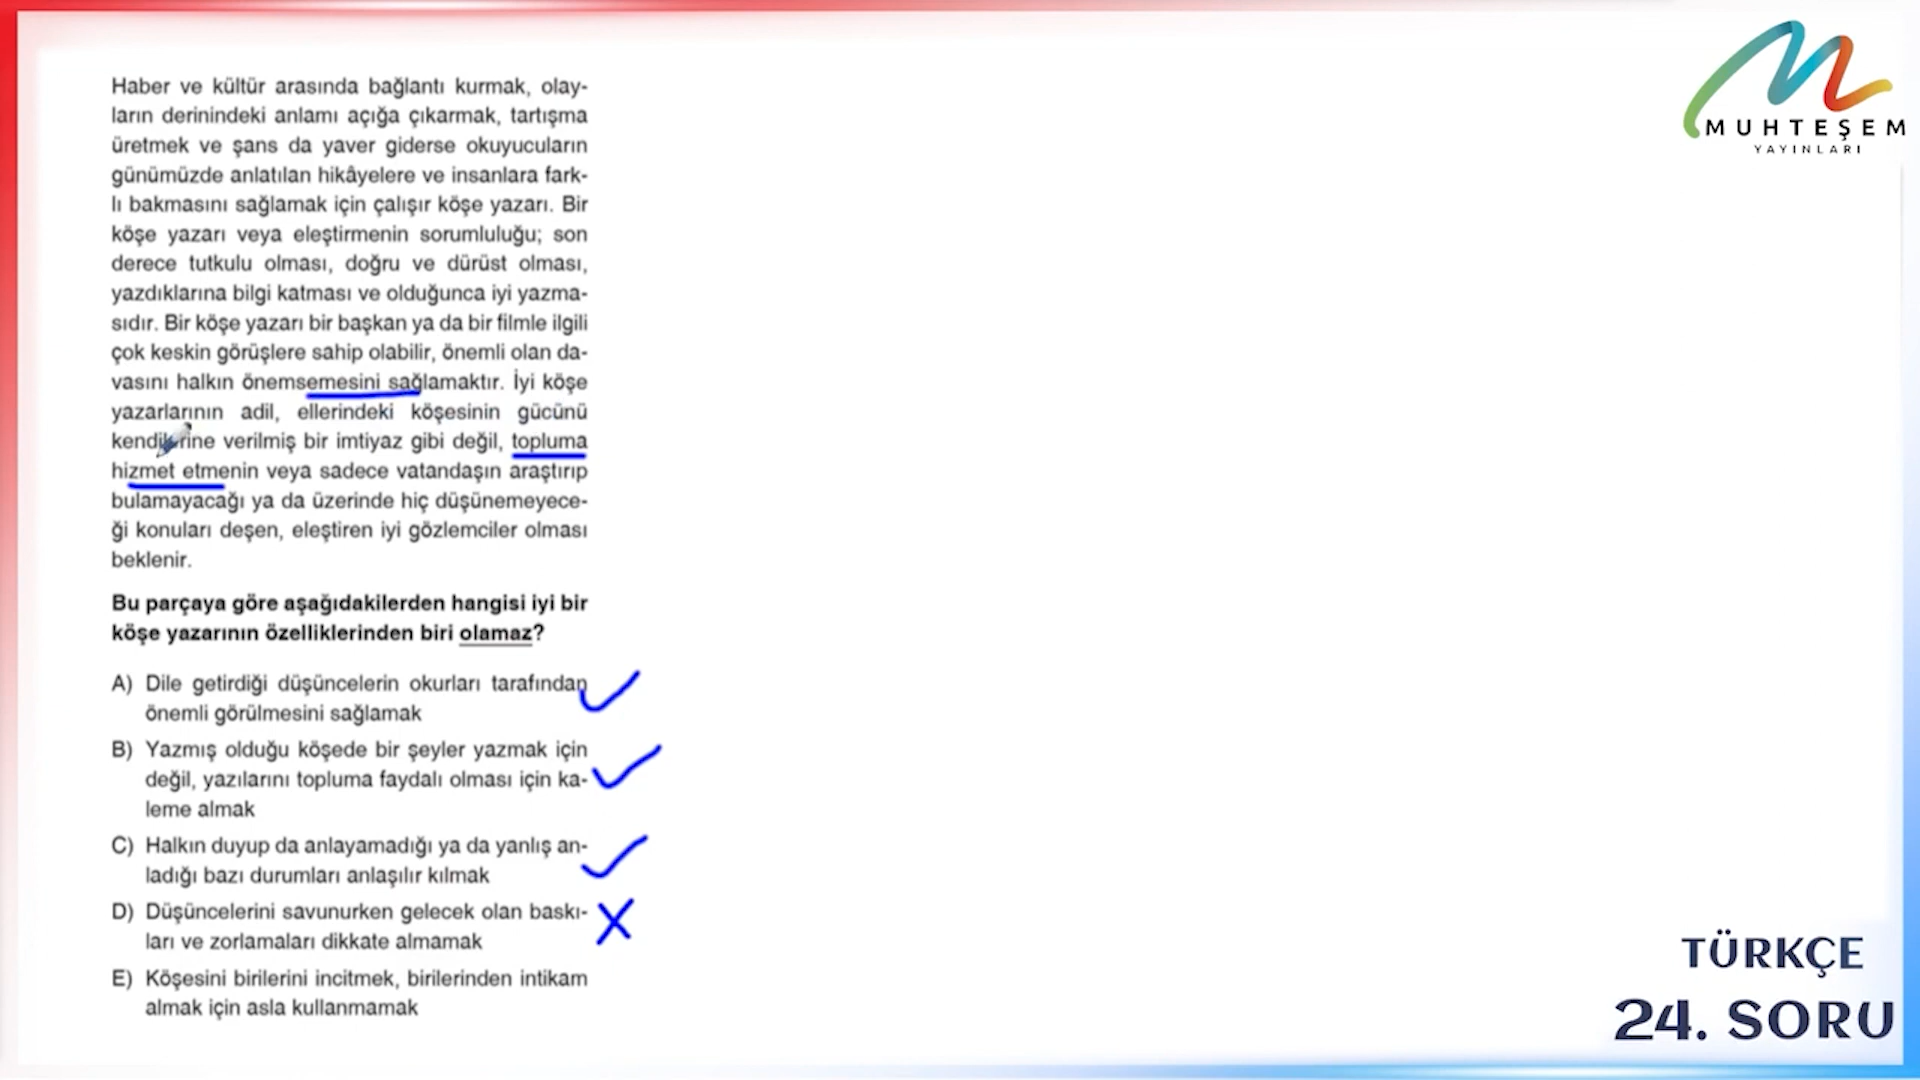 Haber ve kültür arasında bağlantı kurmak, olay-
ların derinindeki anlamı açığa çıkarmak, tartışma
üretmek ve şans da yaver giderse okuyucuların
günümüzde anlatılan hikâyelere ve insanlara fark-
lı bakmasını sağlamak için çalışır köşe yazarı. Bir
köşe yazarı veya eleştirmenin sorumluluğu; son
derece tutkulu olması, doğru ve dürüst olması,
yazdıklarına bilgi katması ve olduğunca iyi yazma-
sıdır. Bir köşe yazarı bir başkan ya da bir filmle ilgili
çok keskin görüşlere sahip olabilir, önemli olan da-
vasını halkın önemsemesini sağlamaktır. İyi köşe
yazarlarının adil, ellerindeki köşesinin gücünü
kendilerine verilmiş bir imtiyaz gibi değil, topluma
hizmet etmenin veya sadece vatandaşın araştırıp
bulamayacağı ya da üzerinde hiç düşünemeyece-
ği konuları deşen, eleştiren iyi gözlemciler olması
beklenir.
Bu parçaya göre aşağıdakilerden hangisi iyi bir
köşe yazarının özelliklerinden biri olamaz?
A) Dile getirdiği düşüncelerin okurları tarafından
önemli görülmesini sağlamak
B) Yazmış olduğu köşede bir şeyler yazmak için
değil, yazılarını topluma faydalı olması için ka-
leme almak
C) Halkın duyup da anlayamadığı ya da yanlış an-
ladığı bazı durumları anlaşılır kılmak
D) Düşüncelerini savunurken gelecek olan baskı-
ları ve zorlamaları dikkate almamak
E) Köşesini birilerini incitmek, birilerinden intikam
almak için asla kullanmamak
MUHTEŞEM
YAYINLARI
TÜRKÇE
24. SORU